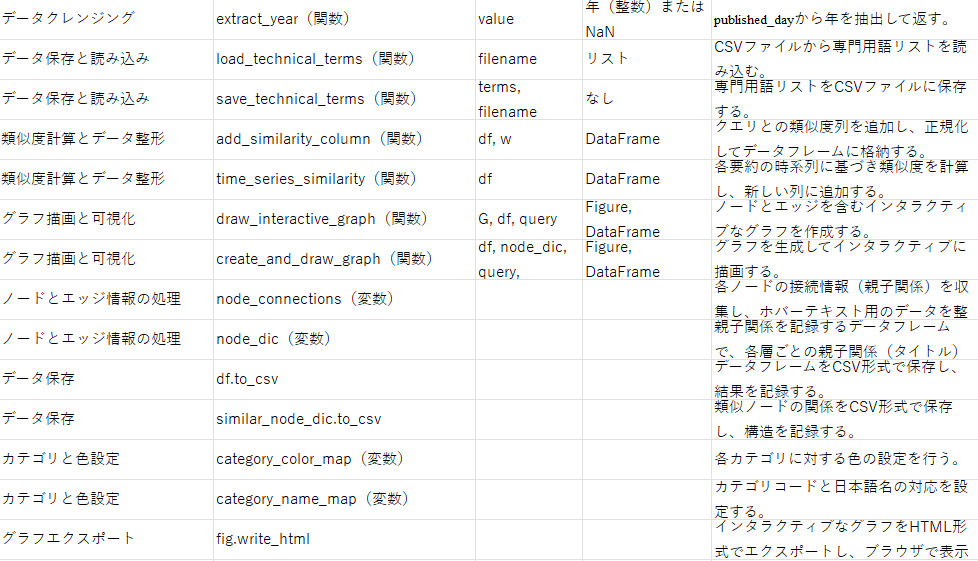 データクレンジング extract_year（関数） value 年（整数）または
NaN published_dayから年を抽出して返す。
データ保存と読み込み load_technical_terms（関数） filename リスト CSVファイルから専門用語リストを読
み込む。
データ保存と読み込み save_technical_terms（関数） terms,
filename なし 専門用語リストをCSVファイルに保存
する。
類似度計算とデータ整形 add_similarity_column（関数） df, w DataFrame クエリとの類似度列を追加し、正規化
してデータフレームに格納する。
類似度計算とデータ整形 time_series_similarity（関数） df DataFrame 各要約の時系列に基づき類似度を計算
し、新しい列に追加する。
グラフ描画と可視化 draw_interactive_graph（関数） G, df, query Figure,
DataFrame ノードとエッジを含むインタラクティ
ブなグラフを作成する。
グラフ描画と可視化 create_and_draw_graph（関数） df, node_dic,
query, Figure,
DataFrame グラフを生成してインタラクティブに
描画する。
ノードとエッジ情報の処理 node_connections（変数） 各ノードの接続情報（親子関係）を収
集し、ホバーテキスト用のデータを整
ノードとエッジ情報の処理 node_dic（変数） 親子関係を記録するデータフレーム
で、各層ごとの親子関係（タイトル）
データ保存 df.to_csv データフレームをCSV形式で保存し、
結果を記録する。
データ保存 similar_node_dic.to_csv 類似ノードの関係をCSV形式で保存
し、構造を記録する。
カテゴリと色設定 category_color_map（変数） 各カテゴリに対する色の設定を行う。
カテゴリと色設定 category_name_map（変数） カテゴリコードと日本語名の対応を設
定する。
グラフエクスポート fig.write_html インタラクティブなグラフをHTML形
式でエクスポートし、ブラウザで表示